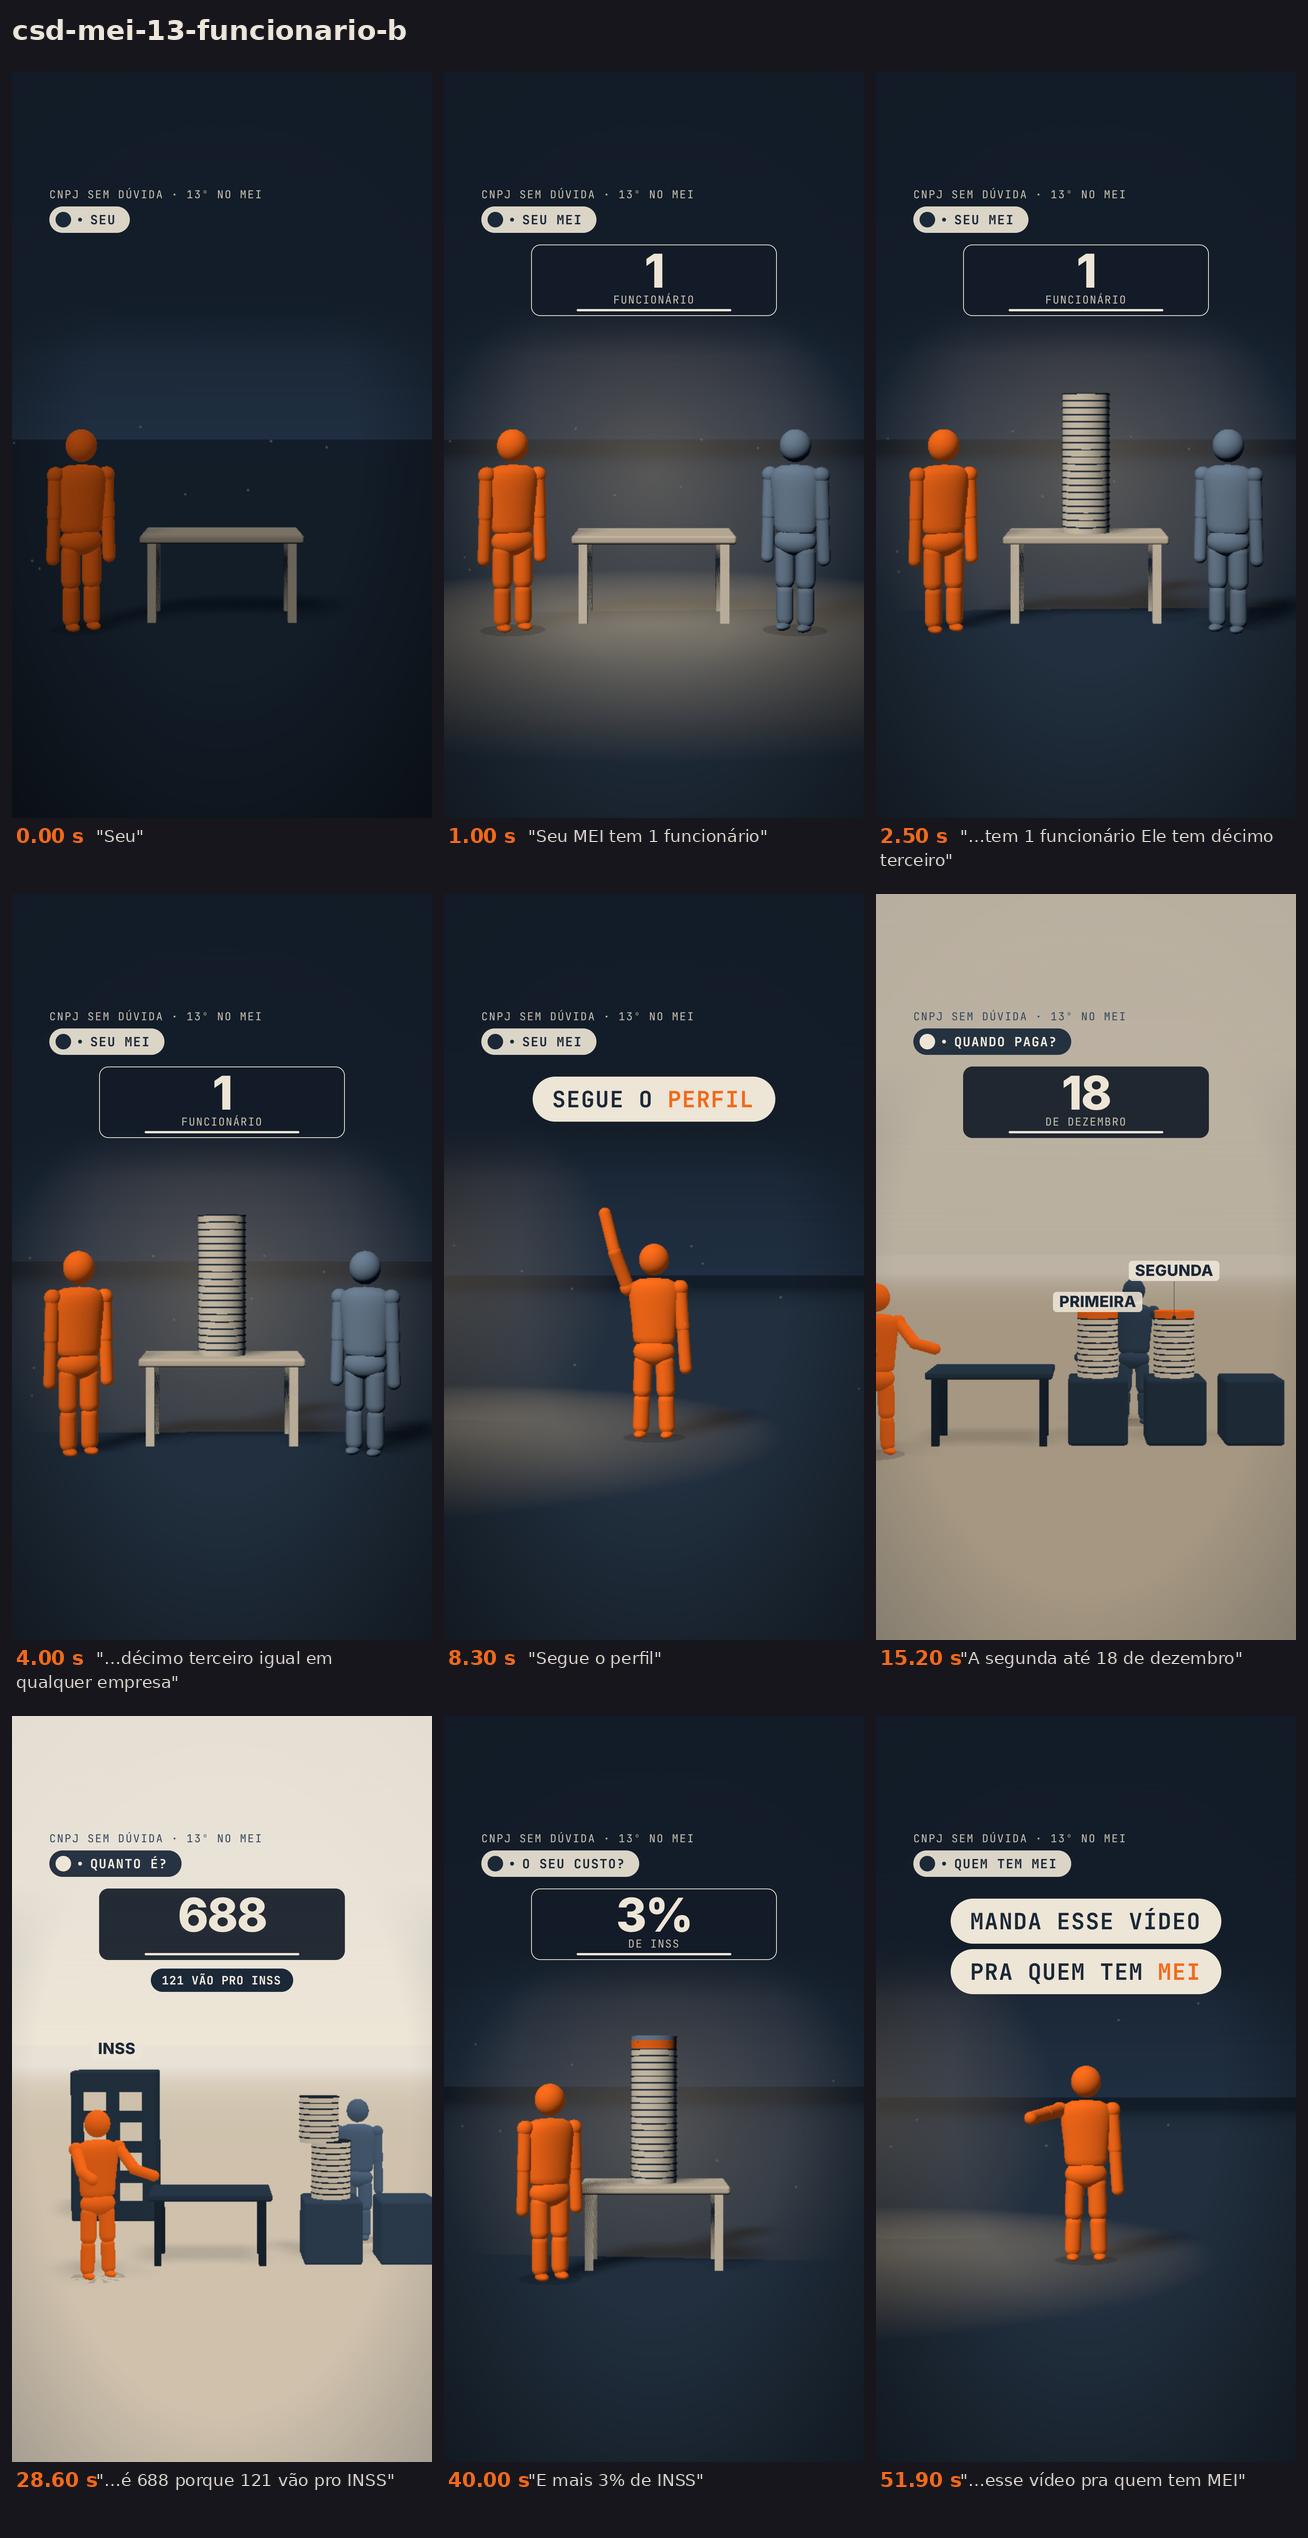 csd-mei-13-funcionario-b
CNPJ SEM DÚVIDA · 13° NO MEI
• SEU
0.00 s "Seu"
CNPJ SEM DÚVIDA · 13° NO MEI
• SEU MEI
1
FUNCIONÁRIO
1.00 s "Seu MEI tem 1 funcionário"
CNPJ SEM DÚVIDA · 13° NO MEI
• SEU MEI
1
FUNCIONÁRIO
2.50 s "...tem 1 funcionário Ele tem décimo
terceiro"
CNPJ SEM DÚVIDA · 13° NO MEI
• SEU MEI
1
FUNCIONÁRIO
4.00 s "...décimo terceiro igual em
qualquer empresa"
CNPJ SEM DÚVIDA · 13° NO MEI
• SEU MEI
SEGUE O PERFIL
8.30 s "Segue o perfil"
CNPJ SEM DÚVIDA · 13° NO MEI
• QUANDO PAGA?
18
DE DEZEMBRO
SEGUNDA
PRIMEIRA
15.20 s "A segunda até 18 de dezembro"
CNPJ SEM DÚVIDA · 13° NO MEI
• QUANTO É?
688
121 VÃO PRO INSS
INSS
28.60 s "...é 688 porque 121 vão pro INSS"
CNPJ SEM DÚVIDA · 13° NO MEI
• O SEU CUSTO?
3%
DE INSS
40.00 s "E mais 3% de INSS"
CNPJ SEM DÚVIDA · 13° NO MEI
• QUEM TEM MEI
MANDA ESSE VÍDEO
PRA QUEM TEM MEI
51.90 s "...esse vídeo pra quem tem MEI"